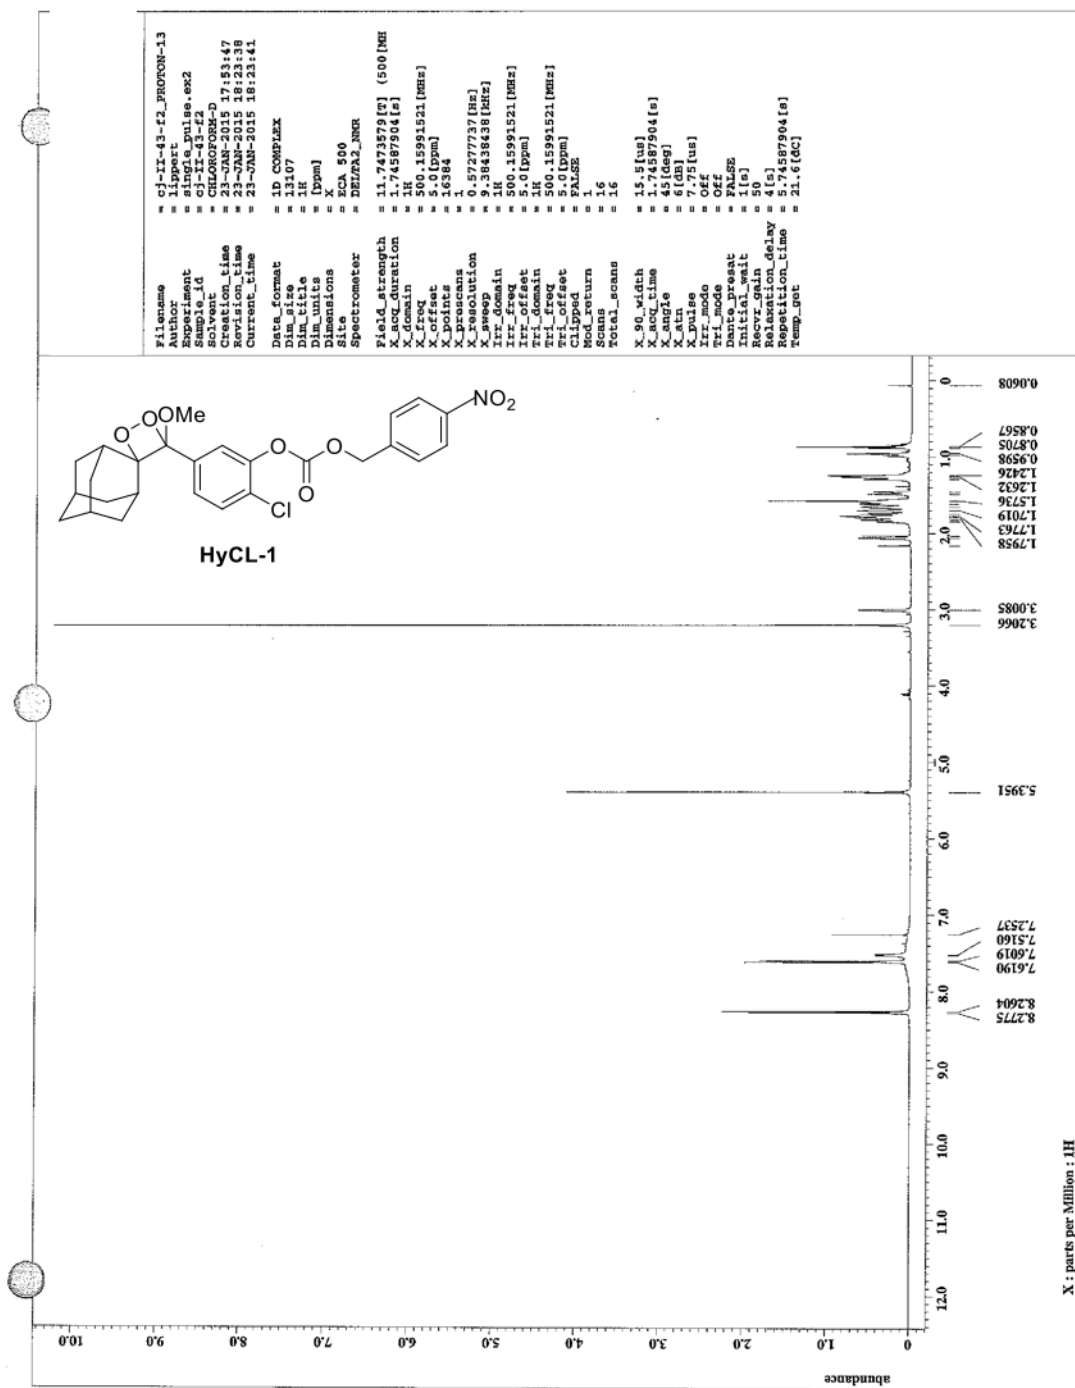 Filename = cj-II-43-f2_PROTON-13
Author = lippert
Experiment = single_pulse.ex2
Sample_id = cj-II-43-f2
Solvent = CHLOROFORM-D
Creation_time = 23-JAN-2015 17:53:47
Revision_time = 23-JAN-2015 18:23:38
Current_time = 23-JAN-2015 18:23:41
Data_format = 1D COMPLEX
Dim_size = 13107
Dim_title = 1H
Dim_units = [ppm]
Dimensions = X
Site = ECA 500
Spectrometer = DELTA2_NMR
Field_strength = 11.7473579[T] (500[MH
X_acq_duration = 1.74587904[s]
X_domain = 1H
X_freq = 500.15991521[MHz]
X_offset = 5.0[ppm]
X_points = 16384
X_prescans = 1
X_resolution = 0.57277737[Hz]
X_sweep = 9.38438438[kHz]
Irr_domain = 1H
Irr_freq = 500.15991521[MHz]
Irr_offset = 5.0[ppm]
Tri_domain = 1H
Tri_freq = 500.15991521[MHz]
Tri_offset = 5.0[ppm]
Clipped = FALSE
Mod_return = 1
Scans = 16
Total_scans = 16
X_90_width = 15.5[us]
X_acq_time = 1.74587904[s]
X_angle = 45[deg]
X_atn = 6[dB]
X_pulse = 7.75[us]
Irr_mode = Off
Tri_mode = Off
Dante_presat = FALSE
Initial_wait = 1[s]
Recvr_gain = 50
Relaxation_delay = 4[s]
Repetition_time = 5.74587904[s]
Temp_get = 21.6[dC]
O O OMe
O O O
Cl
NO2
HyCL-1
abundance
0 1.0 2.0 3.0 4.0 5.0 6.0 7.0 8.0 9.0 10.0
12.0 11.0 10.0 9.0 8.0 7.0 6.0 5.0 4.0 3.0 2.0 1.0 0
8.2775
8.2604
7.6190
7.6019
7.5160
7.2537
5.3951
3.2066
3.0085
1.7958
1.7763
1.7019
1.5736
1.2632
1.2426
0.9598
0.8705
0.8567
0.0608
X : parts per Million : 1H